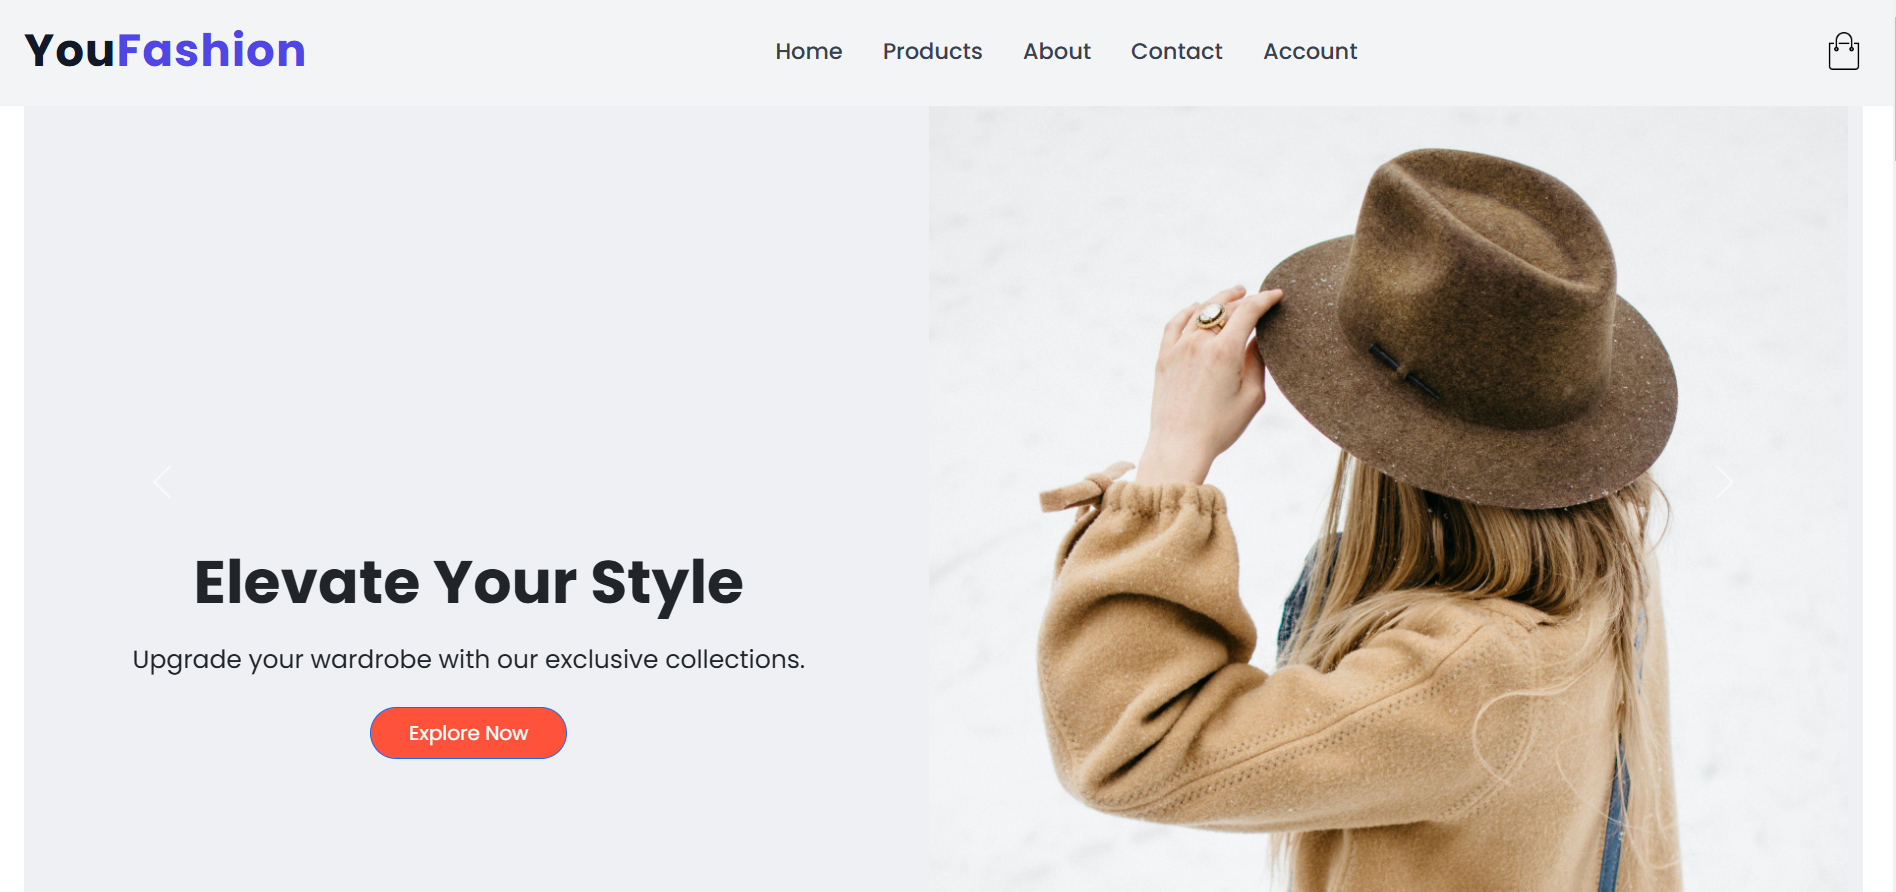 YouFashion
Home Products About Contact Account
Elevate Your Style
Upgrade your wardrobe with our exclusive collections.
Explore Now